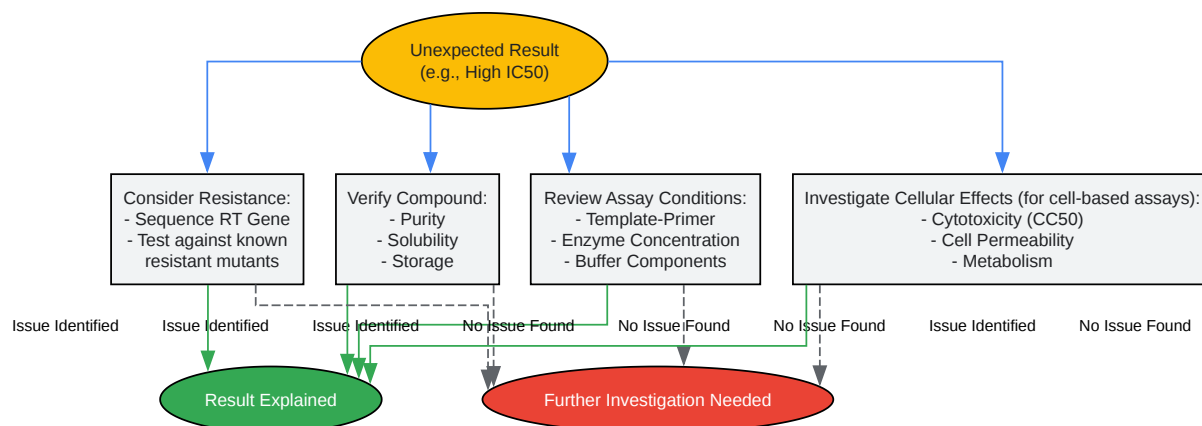 Unexpected Result
(e.g., High IC50)
Consider Resistance:
- Sequence RT Gene
- Test against known
resistant mutants
Verify Compound:
- Purity
- Solubility
- Storage
Review Assay Conditions:
- Template-Primer
- Enzyme Concentration
- Buffer Components
Investigate Cellular Effects (for cell-based assays):
- Cytotoxicity (CC50)
- Cell Permeability
- Metabolism
Issue Identified
Issue Identified
Issue Identified
No Issue Found
No Issue Found
No Issue Found
Issue Identified
No Issue Found
Result Explained
Further Investigation Needed